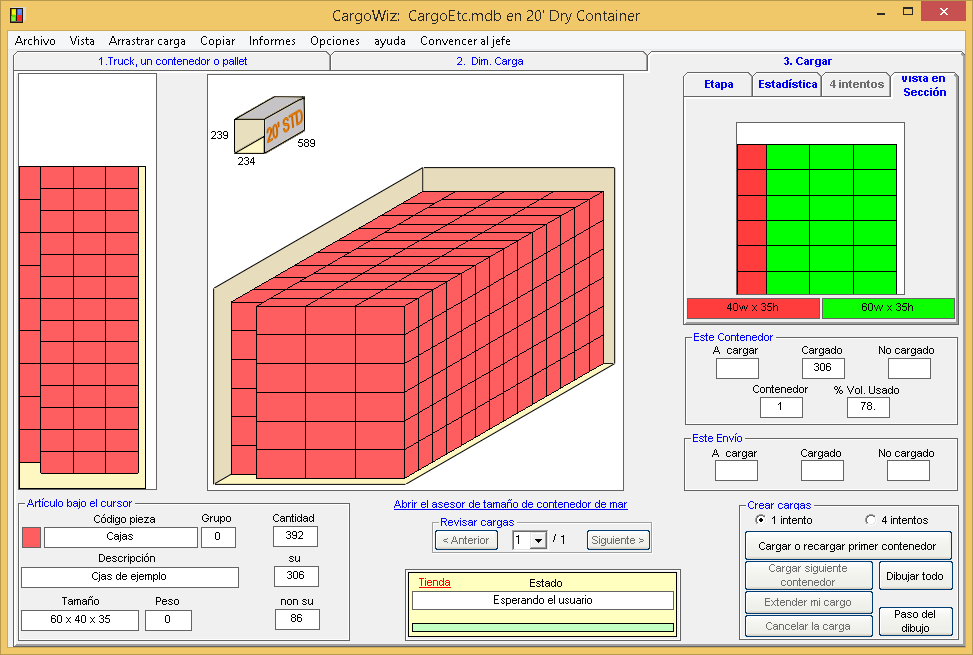 CargoWiz: CargoEtc.mdb en 20' Dry Container
Archivo Vista Arrastrar carga Copiar Informes Opciones ayuda Convencer al jefe
1.Truck, un contenedor o pallet
2. Dim. Carga
3. Cargar
Etapa
Estadística
4 intentos
Vista en
Sección
239
234
589
20' STD
40w x 35h
60w x 35h
Este Contenedor
A cargar
Cargado
No cargado
306
Contenedor
% Vol. Usado
1
78.
Este Envío
A cargar
Cargado
No cargado
Artículo bajo el cursor
Código pieza
Grupo
Cantidad
Cajas
0
392
Descripción
su
Cjas de ejemplo
306
Tamaño
Peso
non su
60 x 40 x 35
0
86
Abrir el asesor de tamaño de contenedor de mar
Revisar cargas
< Anterior
1
/ 1
Siguiente >
Tienda
Estado
Esperando el usuario
Crear cargas
1 intento
4 intentos
Cargar o recargar primer contenedor
Cargar siguiente
contenedor
Dibujar todo
Extender mi cargo
Cancelar la carga
Paso del
dibujo